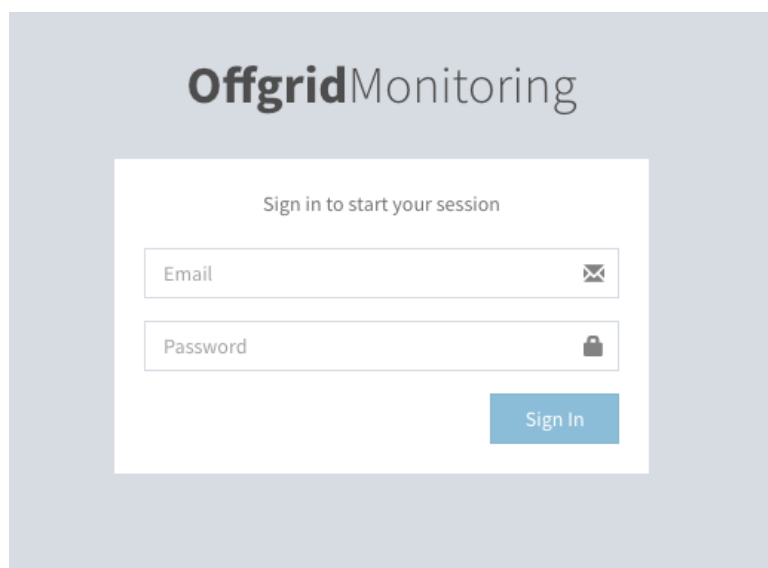 OffgridMonitoring
Sign in to start your session
Email
Password
Sign In